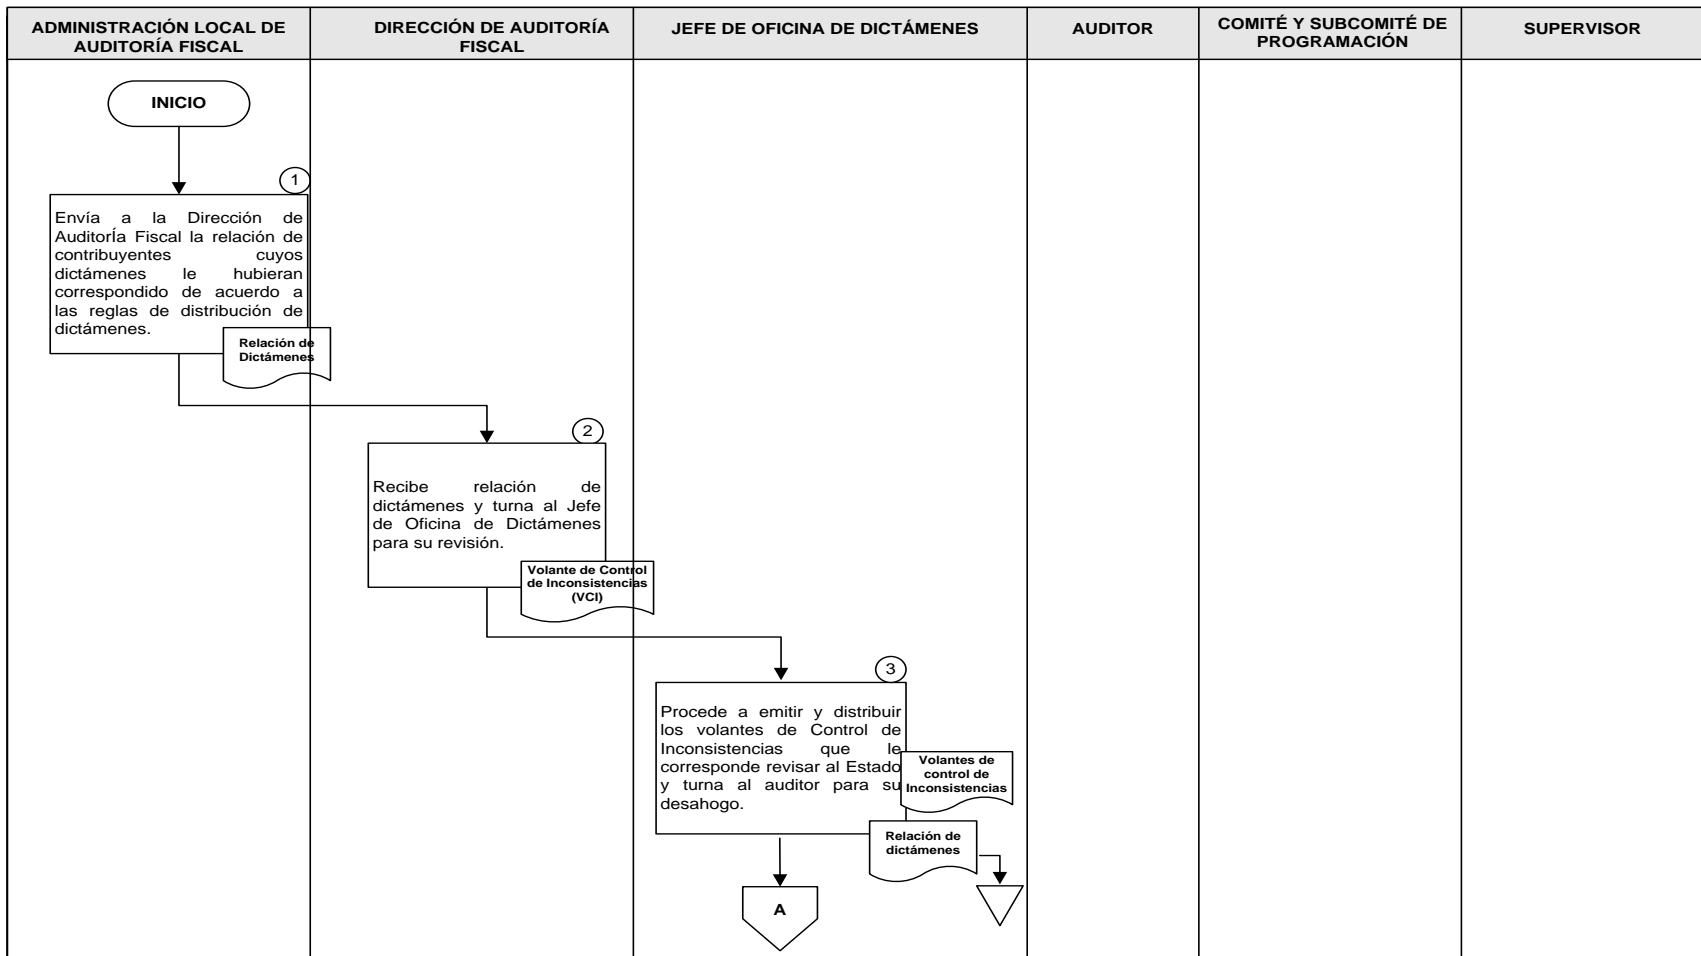 ADMINISTRACIÓN LOCAL DE
AUDITORÍA FISCAL
DIRECCIÓN DE AUDITORÍA
FISCAL
JEFE DE OFICINA DE DICTÁMENES
AUDITOR
COMITÉ Y SUBCOMITÉ DE
PROGRAMACIÓN
SUPERVISOR
INICIO
1
Envía a la Dirección de
AuditorÍa Fiscal la relación de
contribuyentes cuyos
dictámenes le hubieran
correspondido de acuerdo a
las reglas de distribución de
dictámenes.
Relación de
Dictámenes
2
Recibe relación de
dictámenes y turna al Jefe
de Oficina de Dictámenes
para su revisión.
Volante de Control
de Inconsistencias
(VCI)
3
Procede a emitir y distribuir
los volantes de Control de
Inconsistencias que le
corresponde revisar al Estado
y turna al auditor para su
desahogo.
Volantes de
control de
Inconsistencias
Relación de
dictámenes
A